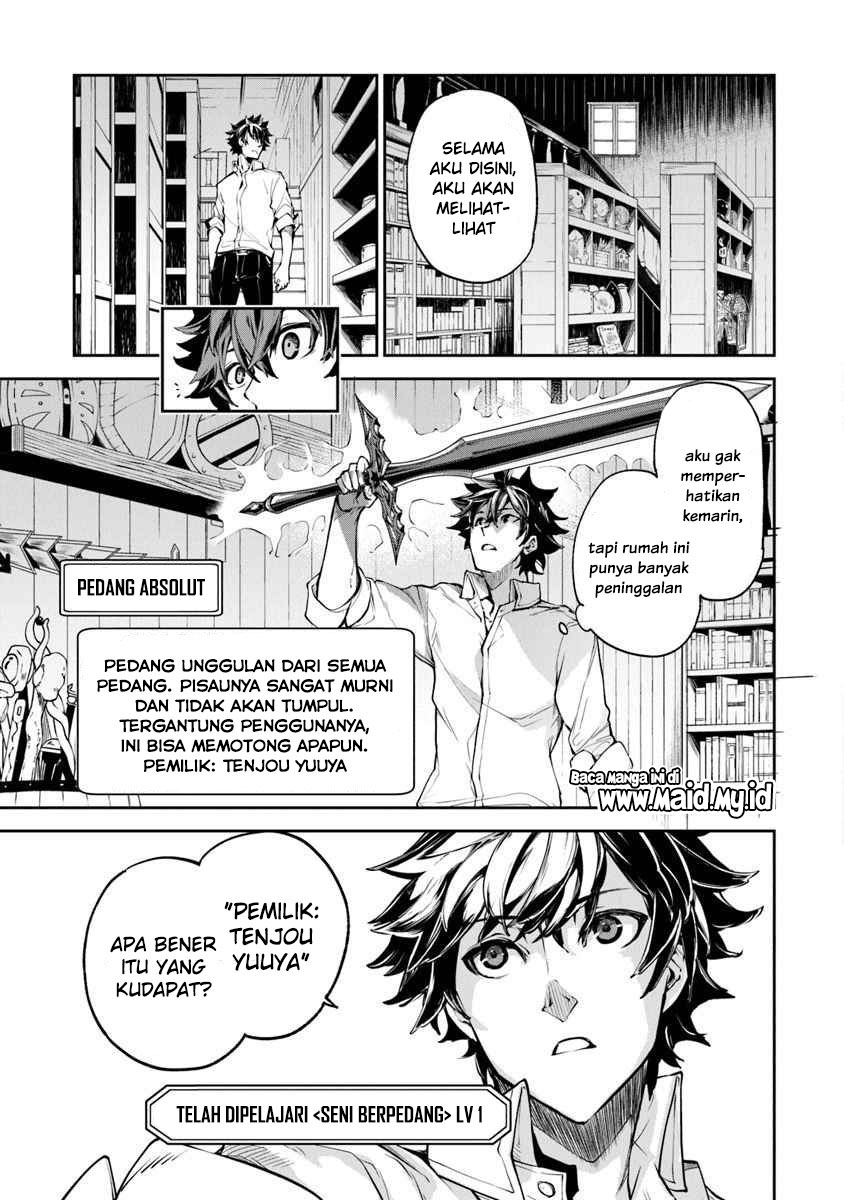 SELAMA
AKU DISINI,
AKU AKAN
MELIHAT-
LIHAT
aku gak
memper-
hatikan
kemarin,
tapi rumah ini
punya banyak
peninggalan
PEDANG ABSOLUT
PEDANG UNGGULAN DARI SEMUA
PEDANG. PISAUNYA SANGAT MURNI
DAN TIDAK AKAN TUMPUL.
TERGANTUNG PENGGUNANYA,
INI BISA MEMOTONG APAPUN.
PEMILIK: TENJOU YUUYA
Baca Manga ini di
www.Maid.My.id
"PEMILIK:
TENJOU
YUUYA"
APA BENER
ITU YANG
KUDAPAT?
TELAH DIPELAJARI <SENI BERPEDANG> LV 1